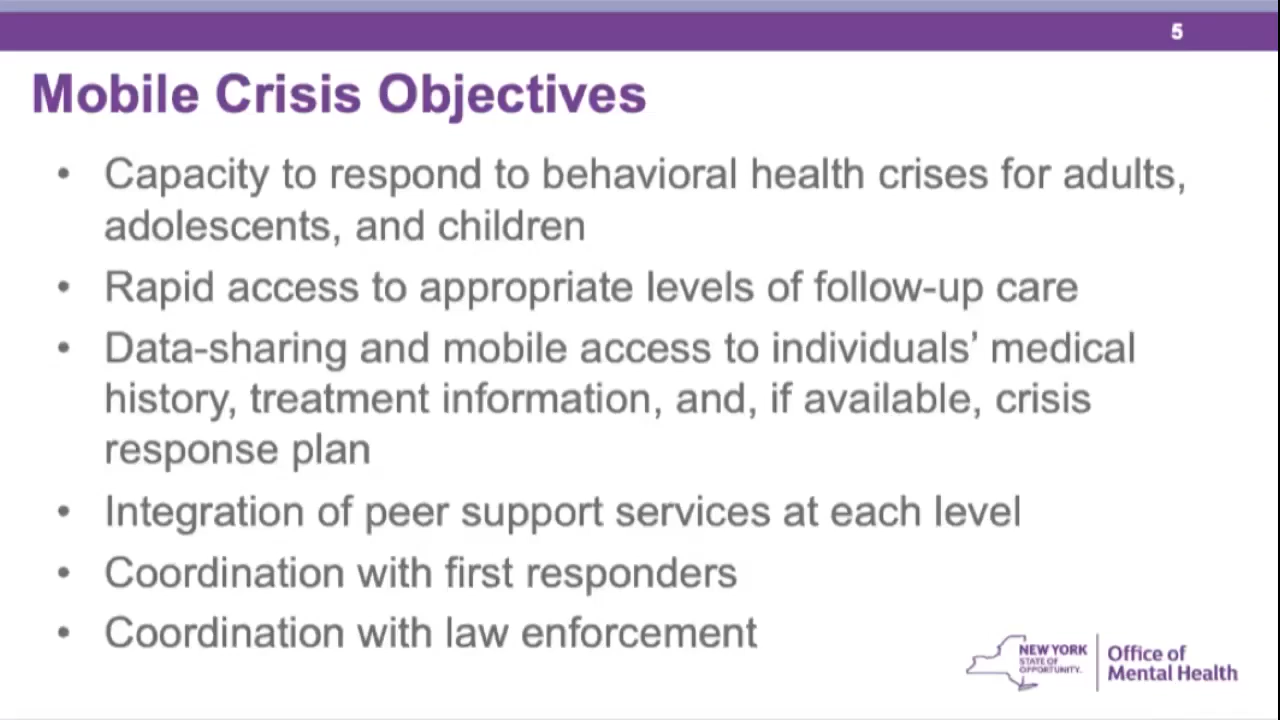 5
Mobile Crisis Objectives
• Capacity to respond to behavioral health crises for adults,
adolescents, and children
• Rapid access to appropriate levels of follow-up care
• Data-sharing and mobile access to individuals’ medical
history, treatment information, and, if available, crisis
response plan
• Integration of peer support services at each level
• Coordination with first responders
• Coordination with law enforcement
NEW YORK
STATE OF
OPPORTUNITY.
Office of
Mental Health